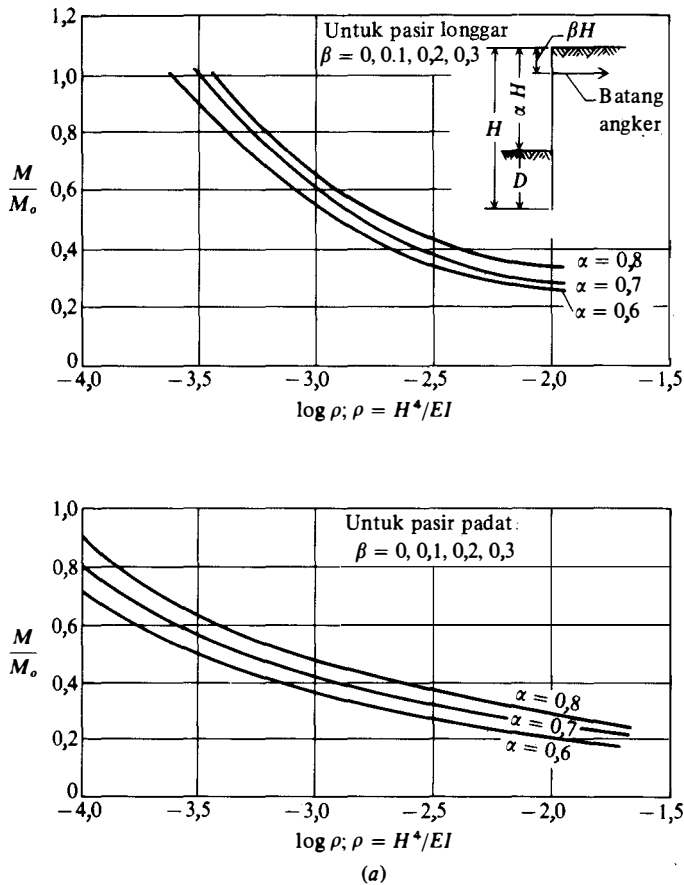 1,2
1,0
0,8
0,6
0,4
0,2
0
M
M₀
Untuk pasir longgar
β = 0, 0.1, 0,2, 0,3
βH
α H
H
D
Batang
angker
α = 0,8
α = 0,7
α = 0,6
−4,0 −3,5 −3,0 −2,5 −2,0 −1,5
log ρ; ρ = H⁴/EI
1,0
0,8
0,6
0,4
0,2
0
M
M₀
Untuk pasir padat
β = 0, 0,1, 0,2, 0,3
α = 0,8
α = 0,7
α = 0,6
−4,0 −3,5 −3,0 −2,5 −2,0 −1,5
log ρ; ρ = H⁴/EI
(a)